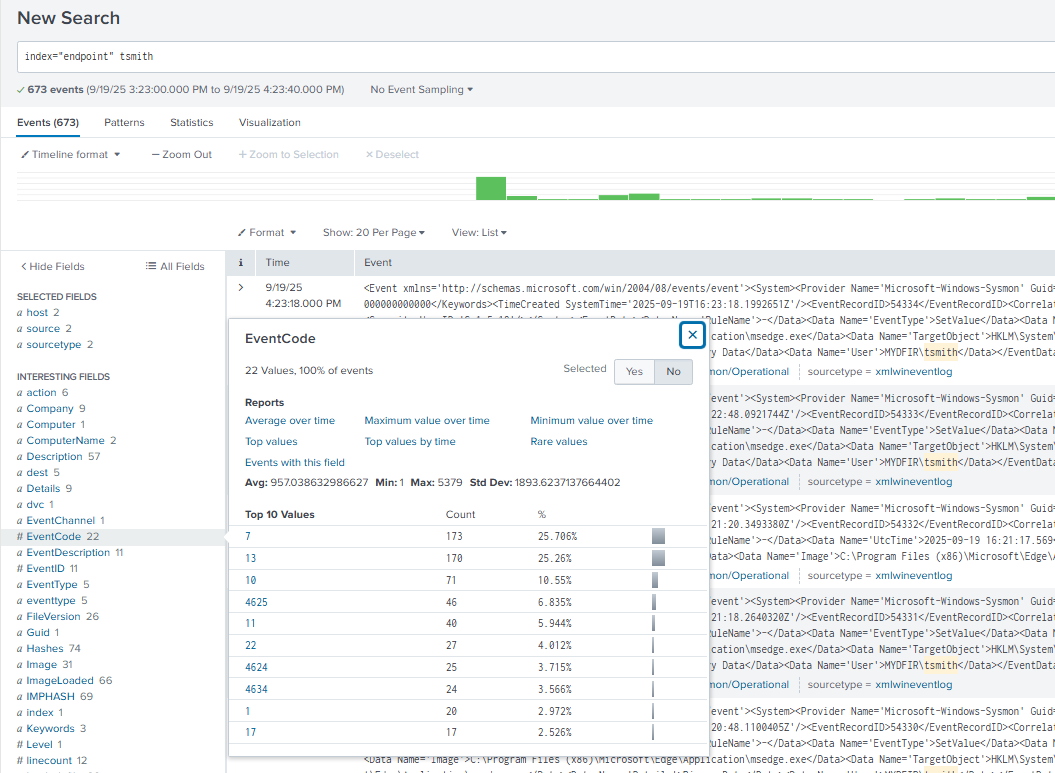 New Search
index="endpoint" tsmith
✓ 673 events (9/19/25 3:23:00.000 PM to 9/19/25 4:23:40.000 PM) No Event Sampling ▾
Events (673) Patterns Statistics Visualization
Timeline format ▾ — Zoom Out + Zoom to Selection × Deselect
Format ▾ Show: 20 Per Page ▾ View: List ▾
< Hide Fields All Fields
i Time Event
SELECTED FIELDS
a host 2
a source 2
a sourcetype 2
INTERESTING FIELDS
a action 6
a Company 9
a Computer 1
a ComputerName 2
a Description 57
a dest 5
a Details 9
a dvc 1
a EventChannel 1
# EventCode 22
a EventDescription 11
# EventID 11
a EventType 5
a eventtype 5
a FileVersion 26
a Guid 1
a Hashes 74
a Image 31
a ImageLoaded 66
a IMPHASH 69
a index 1
a Keywords 3
# Level 1
# linecount 12
> 9/19/25
4:23:18.000 PM
<Event xmlns='http://schemas.microsoft.com/win/2004/08/events/event'><System><Provider Name='Microsoft-Windows-Sysmon' Guid=
000000000000</Keywords><TimeCreated SystemTime='2025-09-19T16:23:18.1992651Z'/><EventRecordID>54334</EventRecordID><Correlat
uleName'>-</Data><Data Name='EventType'>SetValue</Data><Data
ication\msedge.exe</Data><Data Name='TargetObject'>HKLM\System\
y Data</Data><Data Name='User'>MYDFIR\tsmith</Data></EventData
mon/Operational sourcetype = xmlwineventlog
EventCode ✕
22 Values, 100% of events Selected Yes No
Reports
Average over time Maximum value over time Minimum value over time
Top values Top values by time Rare values
Events with this field
Avg: 957.038632986627 Min: 1 Max: 5379 Std Dev: 1893.6237137664402
Top 10 Values Count %
7 173 25.706%
13 170 25.26%
10 71 10.55%
4625 46 6.835%
11 40 5.944%
22 27 4.012%
4624 25 3.715%
4634 24 3.566%
1 20 2.972%
17 17 2.526%
event'><System><Provider Name='Microsoft-Windows-Sysmon' Guid=
22:48.0921744Z'/><EventRecordID>54333</EventRecordID><Correlat
uleName'>-</Data><Data Name='EventType'>SetValue</Data><Data
ication\msedge.exe</Data><Data Name='TargetObject'>HKLM\System\
y Data</Data><Data Name='User'>MYDFIR\tsmith</Data></EventData
mon/Operational sourcetype = xmlwineventlog
event'><System><Provider Name='Microsoft-Windows-Sysmon' Guid=
21:20.3493380Z'/><EventRecordID>54332</EventRecordID><Correlat
</Data><Data Name='UtcTime'>2025-09-19 16:21:17.569<
Data><Data Name='Image'>C:\Program Files (x86)\Microsoft\Edge\A
mon/Operational sourcetype = xmlwineventlog
event'><System><Provider Name='Microsoft-Windows-Sysmon' Guid=
21:18.2640320Z'/><EventRecordID>54331</EventRecordID><Correlat
uleName'>-</Data><Data Name='EventType'>SetValue</Data><Data
ication\msedge.exe</Data><Data Name='TargetObject'>HKLM\System\
y Data</Data><Data Name='User'>MYDFIR\tsmith</Data></EventData
mon/Operational sourcetype = xmlwineventlog
event'><System><Provider Name='Microsoft-Windows-Sysmon' Guid=
20:48.1100405Z'/><EventRecordID>54330</EventRecordID><Correlat
uleName'>-</Data><Data Name='EventType'>SetValue</Data><Data
<Data Name='Image'>C:\Program Files (x86)\Microsoft\Edge\Application\msedge.exe</Data><Data Name='TargetObject'>HKLM\System\